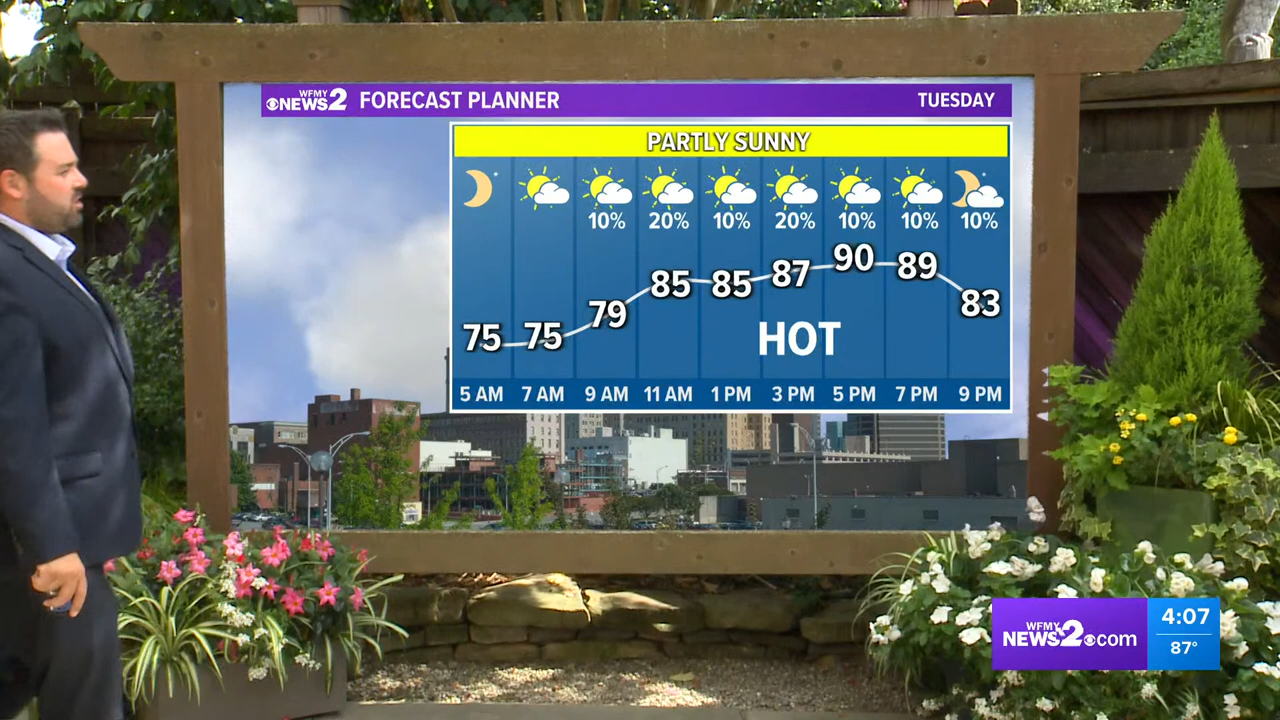 WFMY
NEWS 2 FORECAST PLANNER TUESDAY
PARTLY SUNNY
10% 20% 10% 20% 10% 10% 10%
75 75 79 85 85 87 90 89 83
HOT
5 AM 7 AM 9 AM 11 AM 1 PM 3 PM 5 PM 7 PM 9 PM
WFMY
NEWS 2 .com
4:07
87°